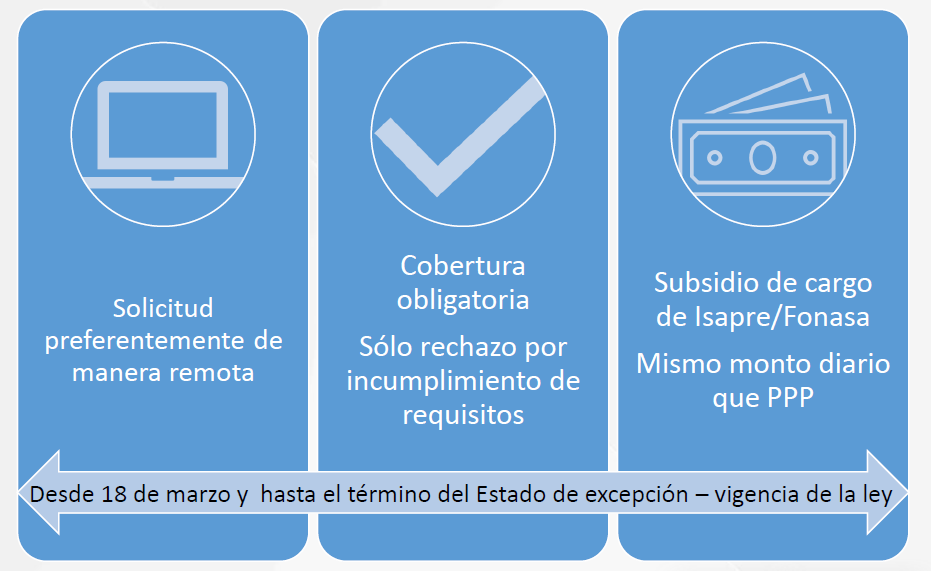 Solicitud
preferentemente de
manera remota
Cobertura
obligatoria
Sólo rechazo por
incumplimiento de
requisitos
Subsidio de cargo
de Isapre/Fonasa
Mismo monto diario
que PPP
Desde 18 de marzo y  hasta el término del Estado de excepción – vigencia de la ley